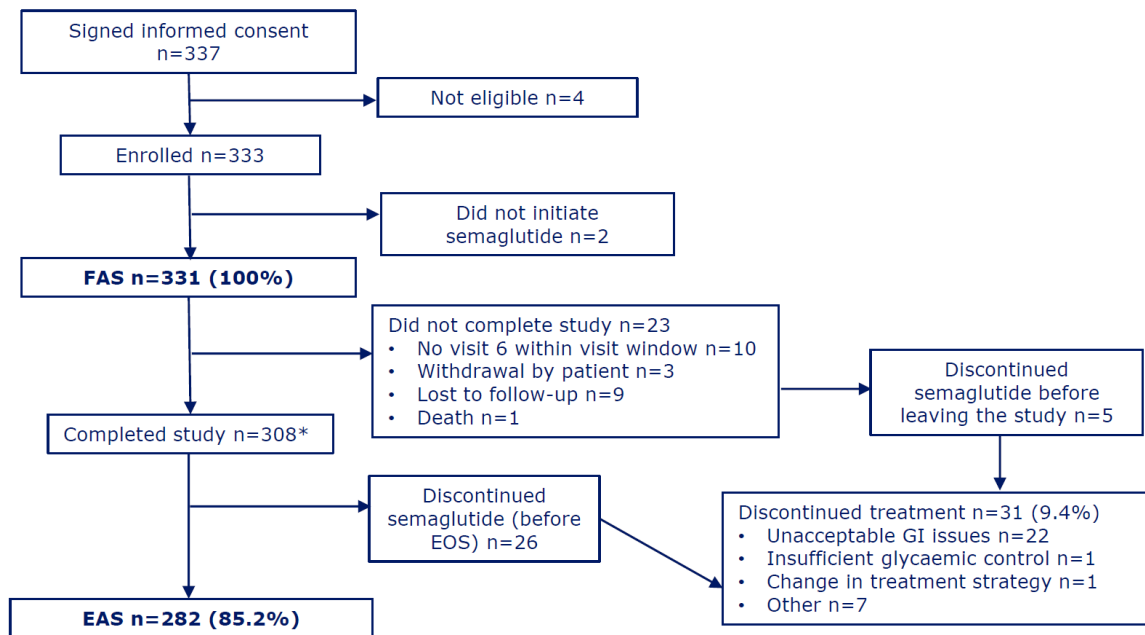 Signed informed consent
n=337
Not eligible n=4
Enrolled n=333
Did not initiate
semaglutide n=2
FAS n=331 (100%)
Did not complete study n=23
• No visit 6 within visit window n=10
• Withdrawal by patient n=3
• Lost to follow-up n=9
• Death n=1
Discontinued
semaglutide before
leaving the study n=5
Completed study n=308*
Discontinued
semaglutide (before
EOS) n=26
Discontinued treatment n=31 (9.4%)
• Unacceptable GI issues n=22
• Insufficient glycaemic control n=1
• Change in treatment strategy n=1
• Other n=7
EAS n=282 (85.2%)